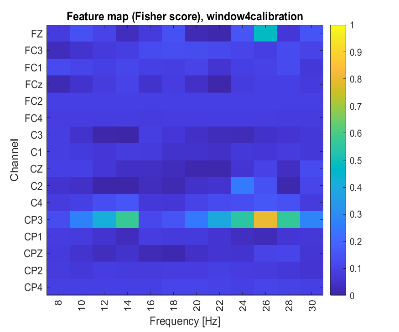 Feature map (Fisher score), window4calibration
Channel
FZ
FC3
FC1
FCz
FC2
FC4
C3
C1
CZ
C2
C4
CP3
CP1
CPZ
CP2
CP4
8 10 12 14 16 18 20 22 24 26 28 30
Frequency [Hz]
1
0.9
0.8
0.7
0.6
0.5
0.4
0.3
0.2
0.1
0